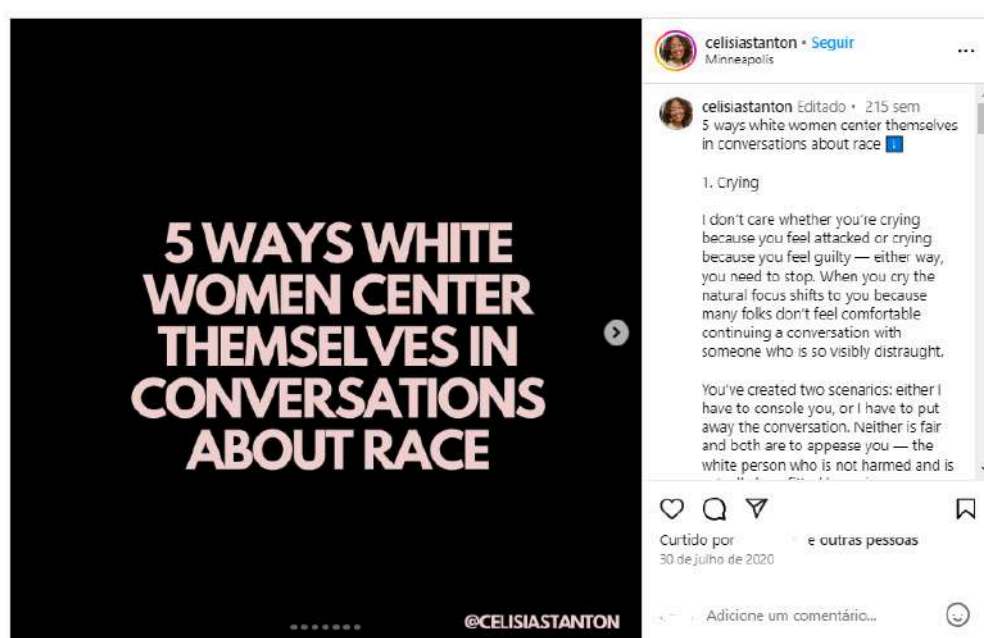 5 WAYS WHITE
WOMEN CENTER
THEMSELVES IN
CONVERSATIONS
ABOUT RACE
@CELISIASTANTON
celisiastanton • Seguir
Minneapolis
celisiastanton Editado • 215 sem
5 ways white women center themselves
in conversations about race ⬇️
1. Crying
I don't care whether you're crying
because you feel attacked or crying
because you feel guilty — either way,
you need to stop. When you cry the
natural focus shifts to you because
many folks don't feel comfortable
continuing a conversation with
someone who is so visibly distraught.
You've created two scenarios: either I
have to console you, or I have to put
away the conversation. Neither is fair
and both are to appease you — the
white person who is not harmed and is
Curtido por e outras pessoas
30 de julho de 2020
Adicione um comentário...